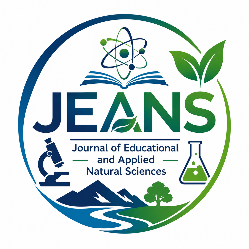 JEANS
Journal of Educational
and Applied
Natural Sciences